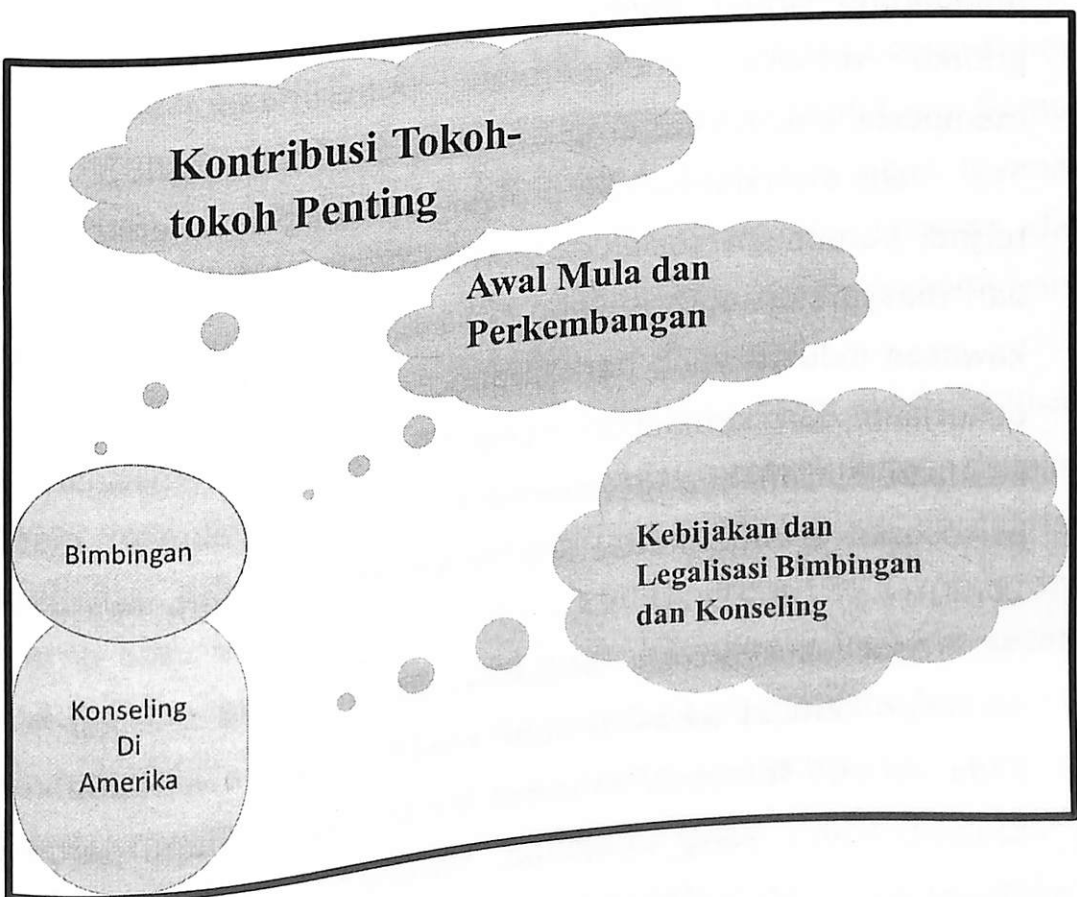 Kontribusi Tokoh-
tokoh Penting
Awal Mula dan
Perkembangan
Kebijakan dan
Legalisasi Bimbingan
dan Konseling
Bimbingan
Konseling
Di
Amerika